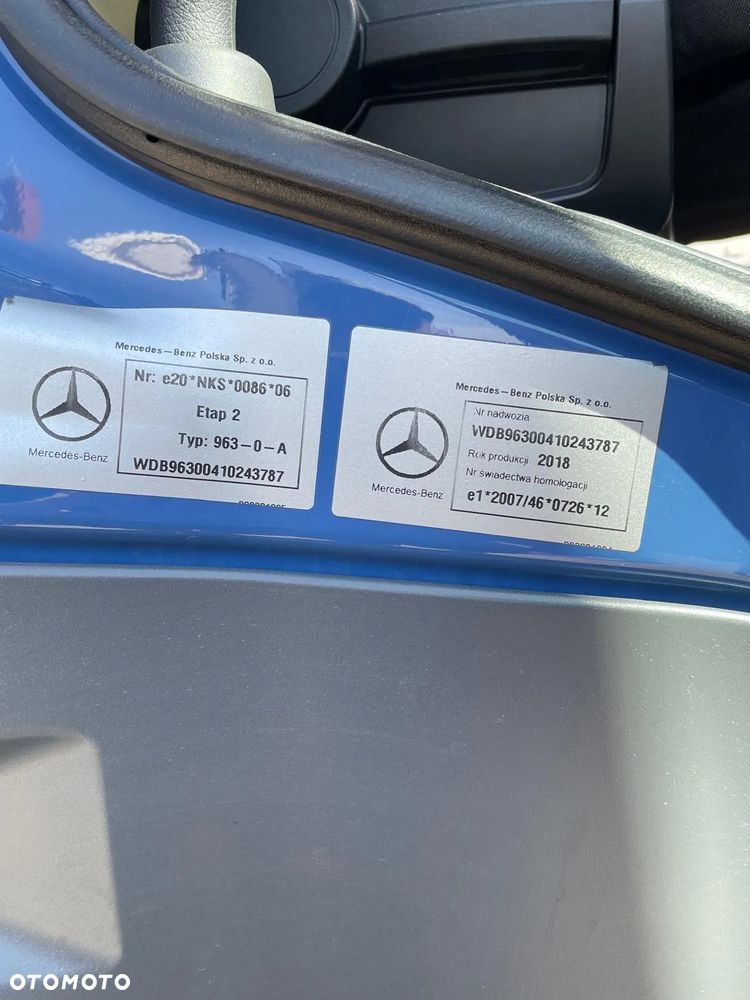 Mercedes-Benz Polska Sp. z o.o.
Nr: e20*NKS*0086*06
Etap 2
Typ: 963-0-A
WDB96300410243787
Mercedes-Benz
Mercedes-Benz Polska Sp. z o.o.
Nr nadwozia
WDB96300410243787
Rok produkcji 2018
Nr świadectwa homologacji
e1*2007/46*0726*12
Mercedes-Benz
OTOMOTO